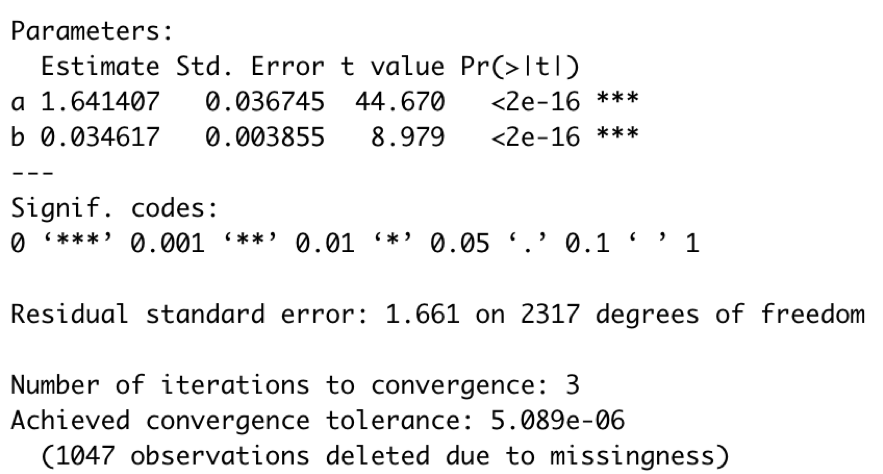 Parameters:
  Estimate Std. Error t value Pr(>|t|)
a 1.641407   0.036745  44.670   <2e-16 ***
b 0.034617   0.003855   8.979   <2e-16 ***
---
Signif. codes:
0 ‘***’ 0.001 ‘**’ 0.01 ‘*’ 0.05 ‘.’ 0.1 ‘ ’ 1
Residual standard error: 1.661 on 2317 degrees of freedom
Number of iterations to convergence: 3
Achieved convergence tolerance: 5.089e-06
  (1047 observations deleted due to missingness)